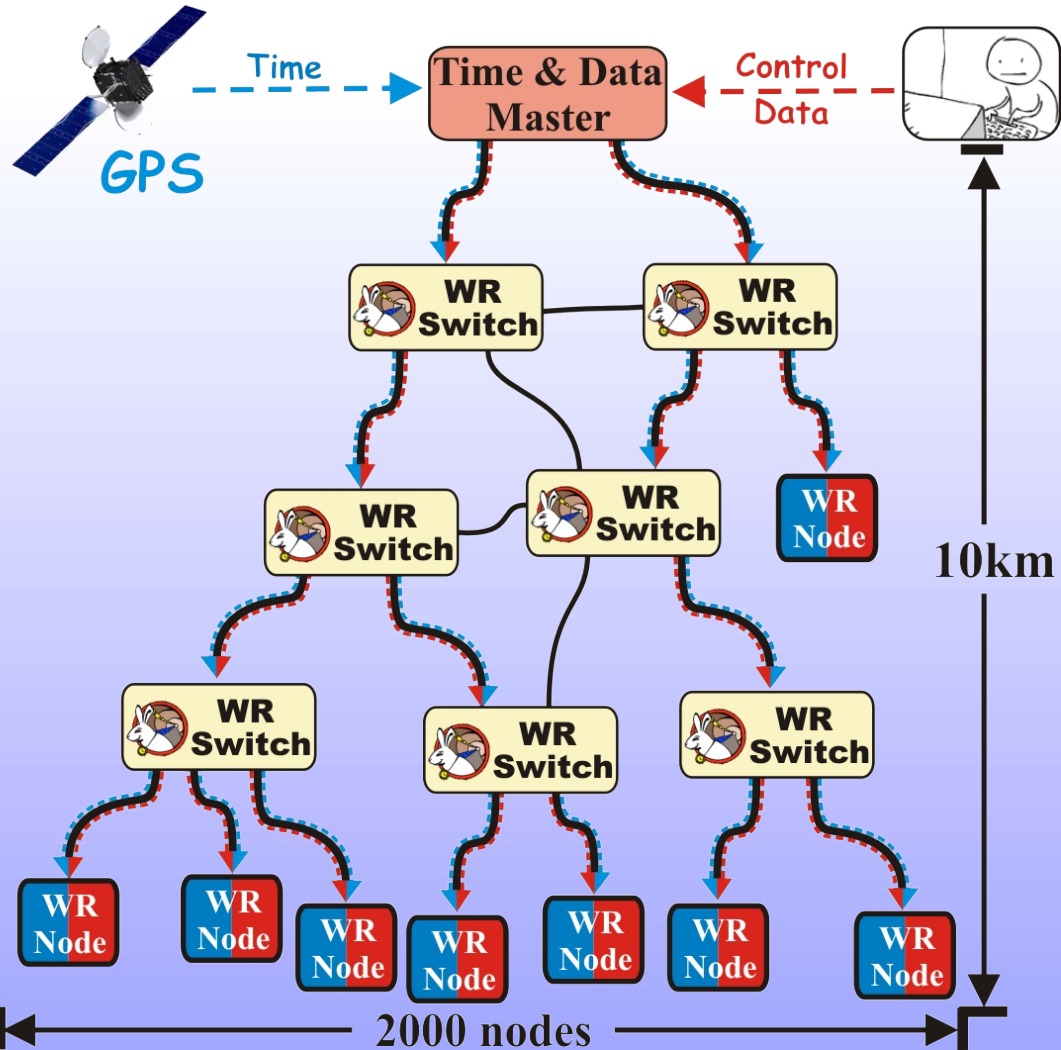 Time
GPS
Time & Data
Master
Control
Data
WR
Switch
WR
Switch
WR
Switch
WR
Switch
WR
Node
10km
WR
Switch
WR
Switch
WR
Switch
WR
Node
WR
Node
WR
Node
WR
Node
WR
Node
WR
Node
WR
Node
2000 nodes